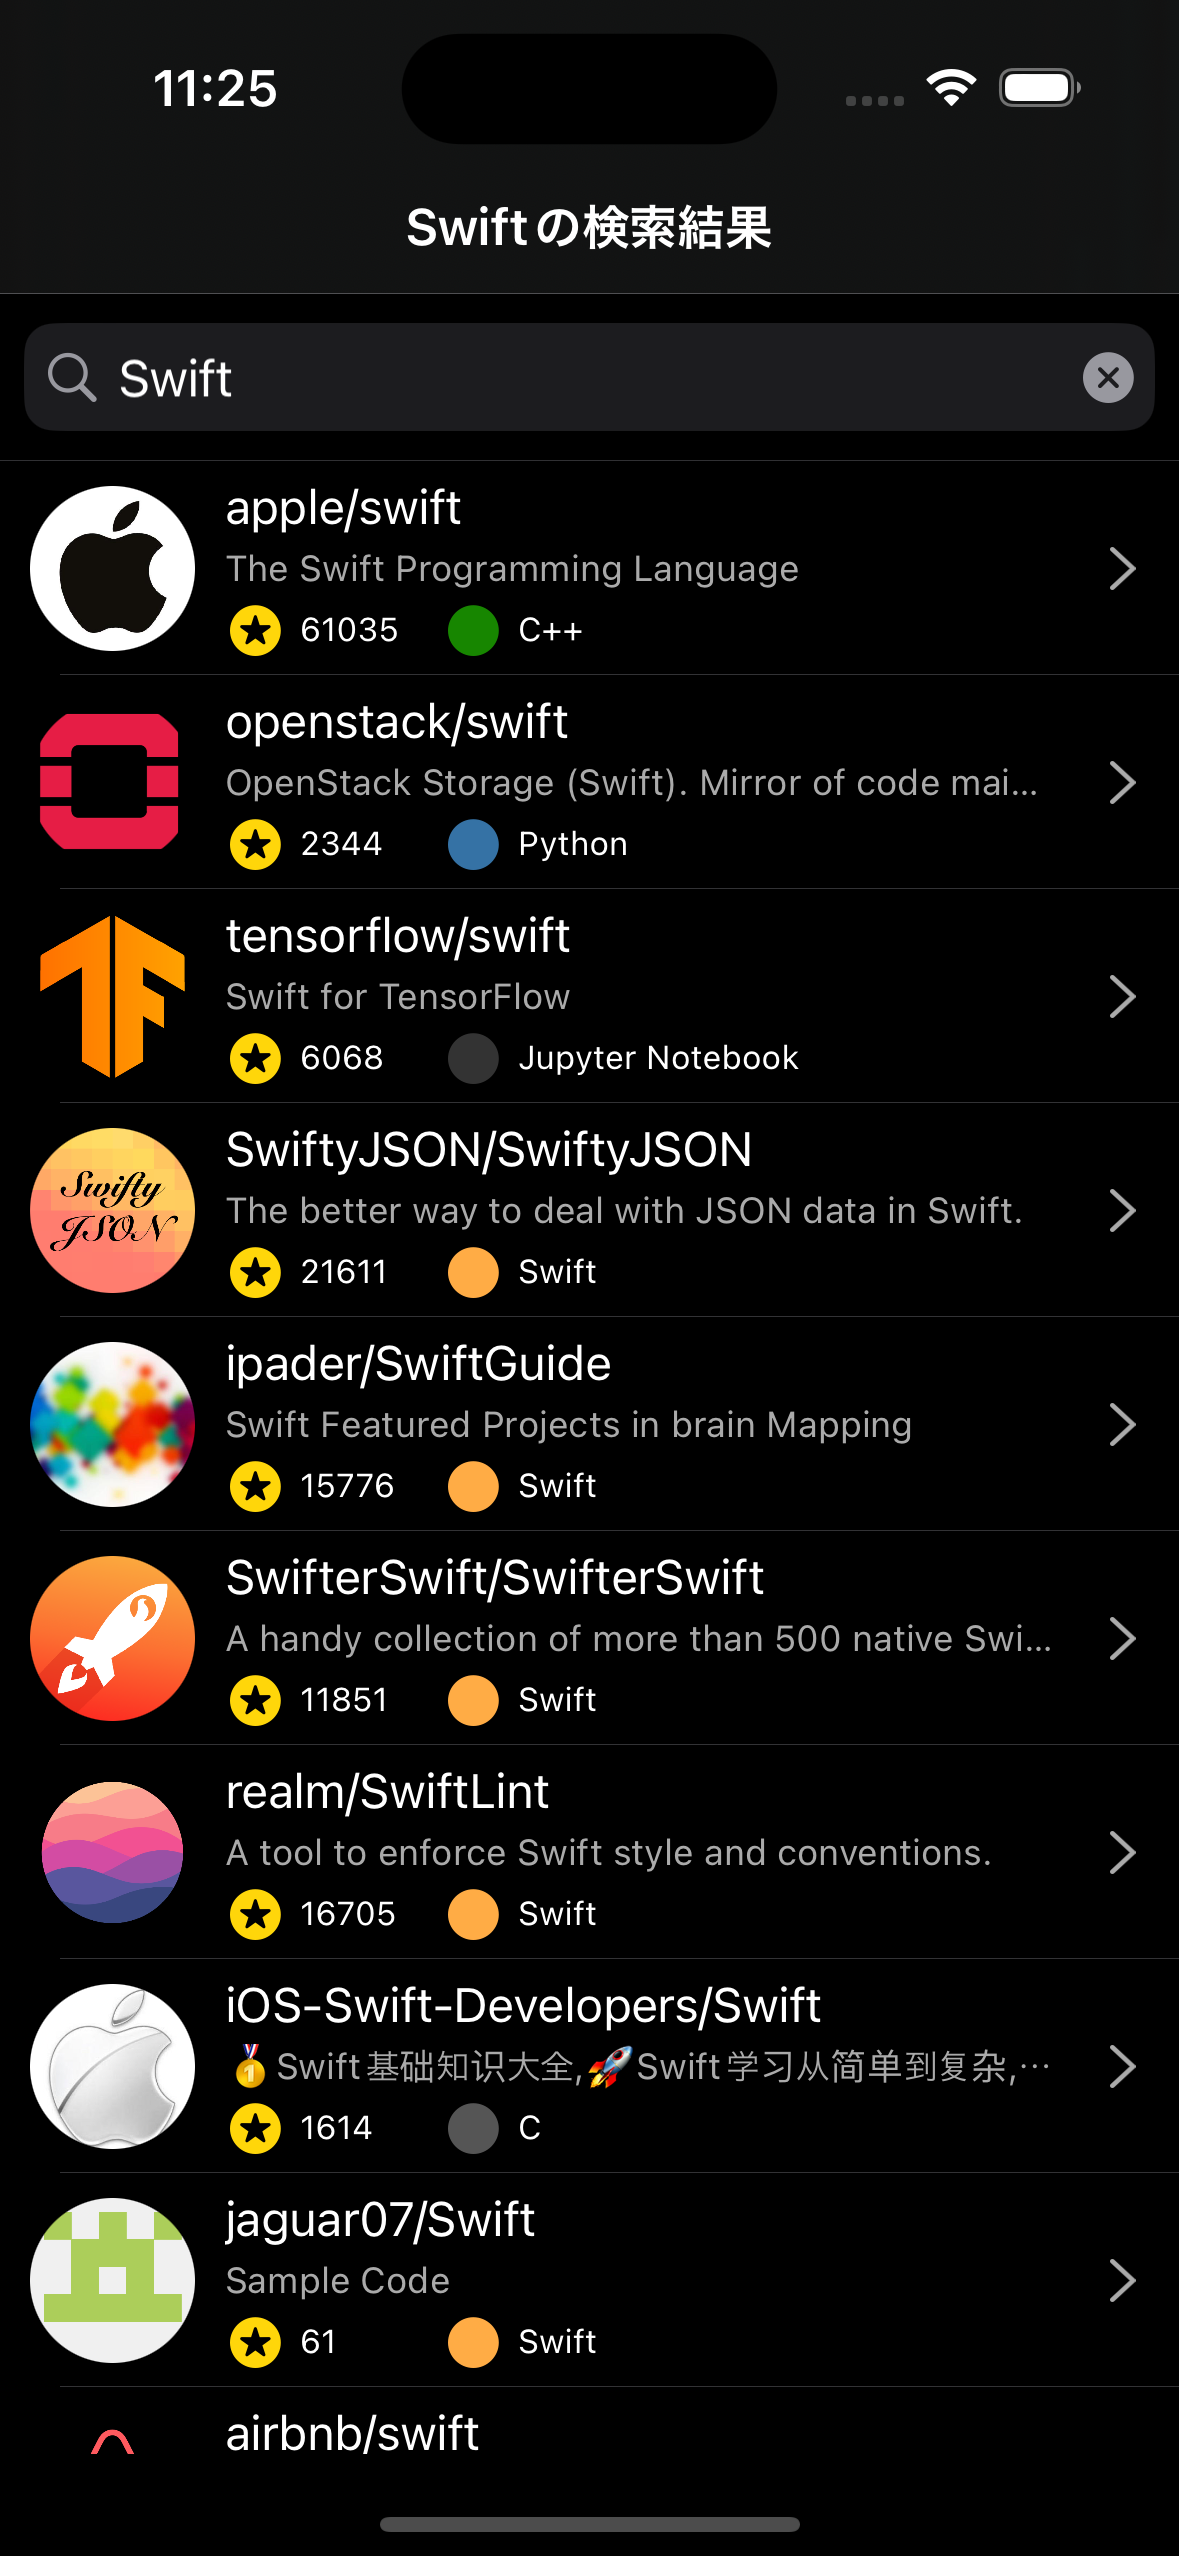 11:25
Swiftの検索結果
Swift
apple/swift
The Swift Programming Language
61035 C++
openstack/swift
OpenStack Storage (Swift). Mirror of code mai...
2344 Python
tensorflow/swift
Swift for TensorFlow
6068 Jupyter Notebook
Swifty
JSON
SwiftyJSON/SwiftyJSON
The better way to deal with JSON data in Swift.
21611 Swift
ipader/SwiftGuide
Swift Featured Projects in brain Mapping
15776 Swift
SwifterSwift/SwifterSwift
A handy collection of more than 500 native Swi...
11851 Swift
realm/SwiftLint
A tool to enforce Swift style and conventions.
16705 Swift
iOS-Swift-Developers/Swift
🥇Swift基础知识大全,🚀Swift学习从简单到复杂,...
1614 C
jaguar07/Swift
Sample Code
61 Swift
airbnb/swift